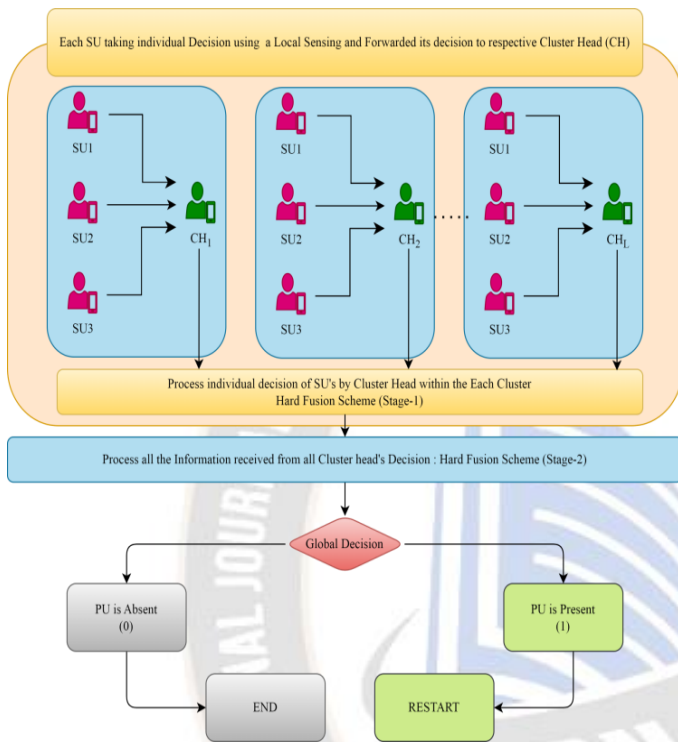 Each SU taking individual Decision using a Local Sensing and Forwarded its decision to respective Cluster Head (CH)
SU1
SU2
SU3
CH1
SU1
SU2
SU3
CH2
.....
SU1
SU2
SU3
CHL
Process individual decision of SU's by Cluster Head within the Each Cluster
Hard Fusion Scheme (Stage-1)
Process all the Information received from all Cluster head's Decision : Hard Fusion Scheme (Stage-2)
Global Decision
PU is Absent
(0)
PU is Present
(1)
END
RESTART
NAL JOUR